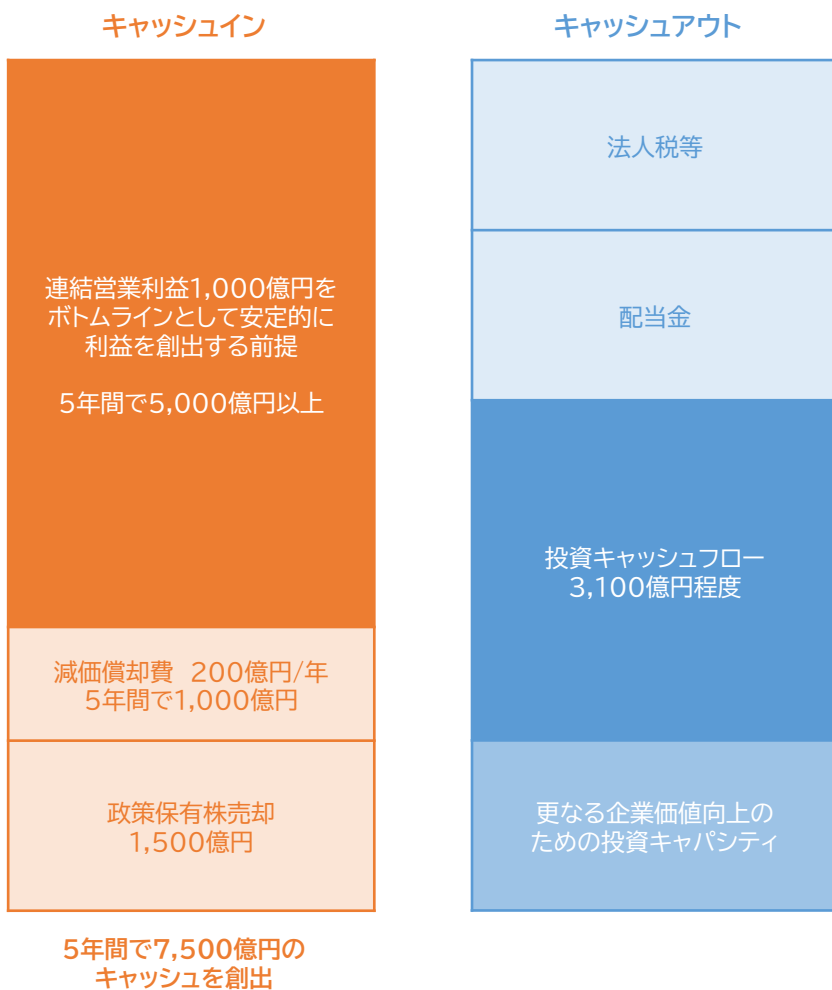 キャッシュイン
連結営業利益1,000億円を
ボトムラインとして安定的に
利益を創出する前提
5年間で5,000億円以上
減価償却費 200億円/年
5年間で1,000億円
政策保有株売却
1,500億円
5年間で7,500億円の
キャッシュを創出
キャッシュアウト
法人税等
配当金
投資キャッシュフロー
3,100億円程度
更なる企業価値向上の
ための投資キャパシティ